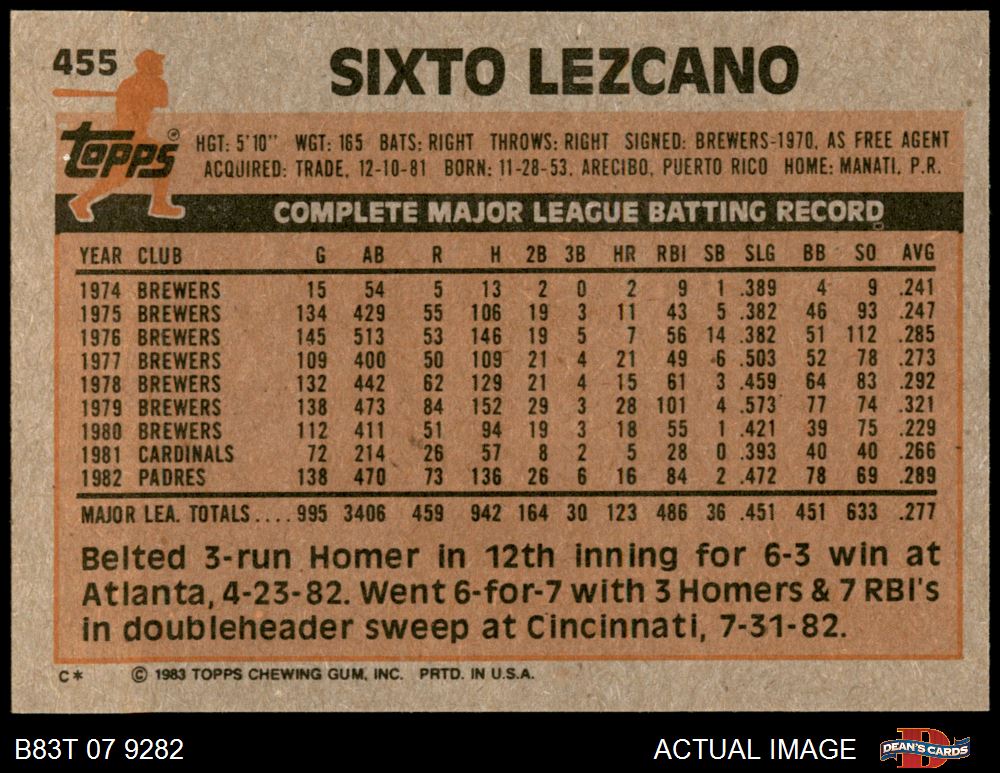 455 SIXTO LEZCANO
topps ®
HGT: 5'10" WGT: 165 BATS: RIGHT THROWS: RIGHT SIGNED: BREWERS-1970, AS FREE AGENT
ACQUIRED: TRADE, 12-10-81 BORN: 11-28-53, ARECIBO, PUERTO RICO HOME: MANATI, P.R.
COMPLETE MAJOR LEAGUE BATTING RECORD
YEAR CLUB G AB R H 2B 3B HR RBI SB SLG BB SO AVG
1974 BREWERS 15 54 5 13 2 0 2 9 1 .389 4 9 .241
1975 BREWERS 134 429 55 106 19 3 11 43 5 .382 46 93 .247
1976 BREWERS 145 513 53 146 19 5 7 56 14 .382 51 112 .285
1977 BREWERS 109 400 50 109 21 4 21 49 6 .503 52 78 .273
1978 BREWERS 132 442 62 129 21 4 15 61 3 .459 64 83 .292
1979 BREWERS 138 473 84 152 29 3 28 101 4 .573 77 74 .321
1980 BREWERS 112 411 51 94 19 3 18 55 1 .421 39 75 .229
1981 CARDINALS 72 214 26 57 8 2 5 28 0 .393 40 40 .266
1982 PADRES 138 470 73 136 26 6 16 84 2 .472 78 69 .289
MAJOR LEA. TOTALS....995 3406 459 942 164 30 123 486 36 .451 451 633 .277
Belted 3-run Homer in 12th inning for 6-3 win at
Atlanta, 4-23-82. Went 6-for-7 with 3 Homers & 7 RBI's
in doubleheader sweep at Cincinnati, 7-31-82.
C* © 1983 TOPPS CHEWING GUM, INC. PRTD. IN U.S.A.
B83T 07 9282 ACTUAL IMAGE DEAN'S CARDS